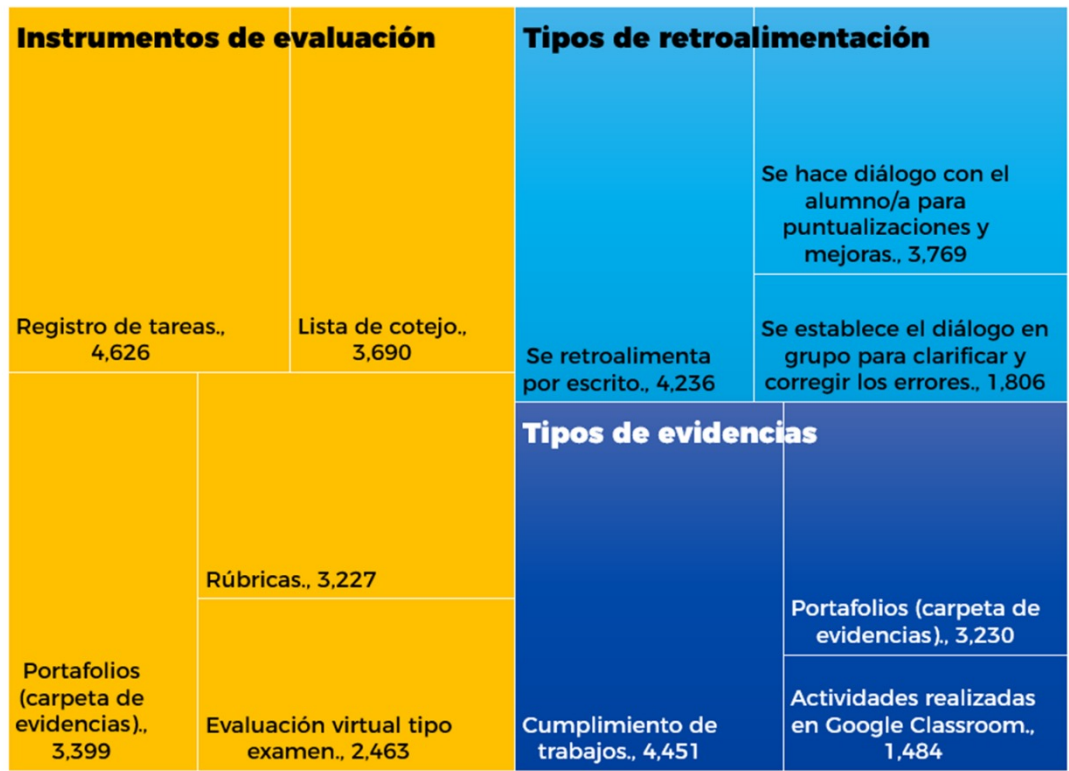 Instrumentos de evaluación
Registro de tareas.,
4,626
Lista de cotejo.,
3,690
Portafolios
(carpeta de
evidencias).,
3,399
Rúbricas., 3,227
Evaluación virtual tipo
examen., 2,463
Tipos de retroalimentación
Se retroalimenta
por escrito., 4,236
Se hace diálogo con el
alumno/a para
puntualizaciones y
mejoras., 3,769
Se establece el diálogo en
grupo para clarificar y
corregir los errores., 1,806
Tipos de evidencias
Cumplimiento de
trabajos., 4,451
Portafolios (carpeta de
evidencias)., 3,230
Actividades realizadas
en Google Classroom.,
1,484